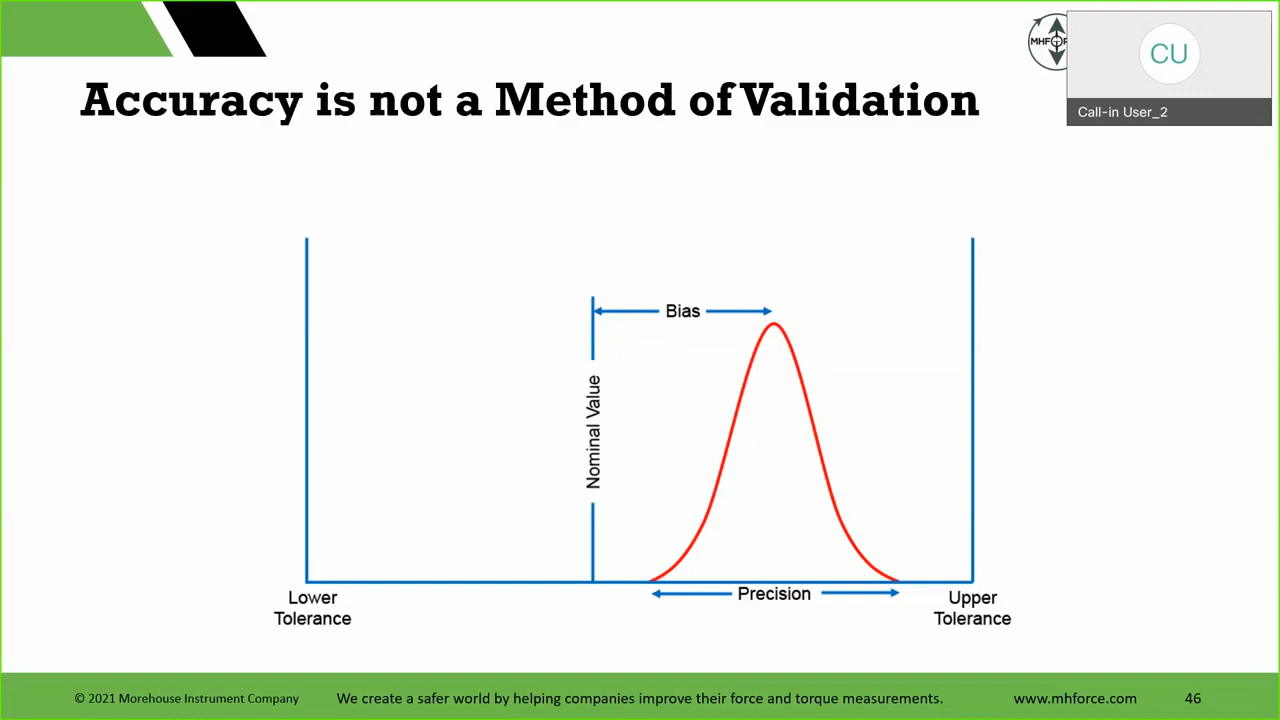 MHFOR
CU
Call-in User_2
Accuracy is not a Method of Validation
Bias
Nominal Value
Lower
Tolerance
Precision
Upper
Tolerance
© 2021 Morehouse Instrument Company
We create a safer world by helping companies improve their force and torque measurements.
www.mhforce.com
46